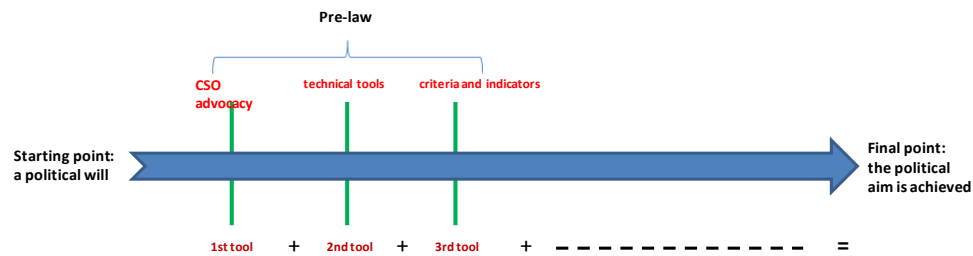 Pre-law
CSO
advocacy
technical tools
criteria and indicators
Starting point:
a political will
Final point:
the political
aim is achieved
1st tool + 2nd tool + 3rd tool + – – – – – – – – – – – – =